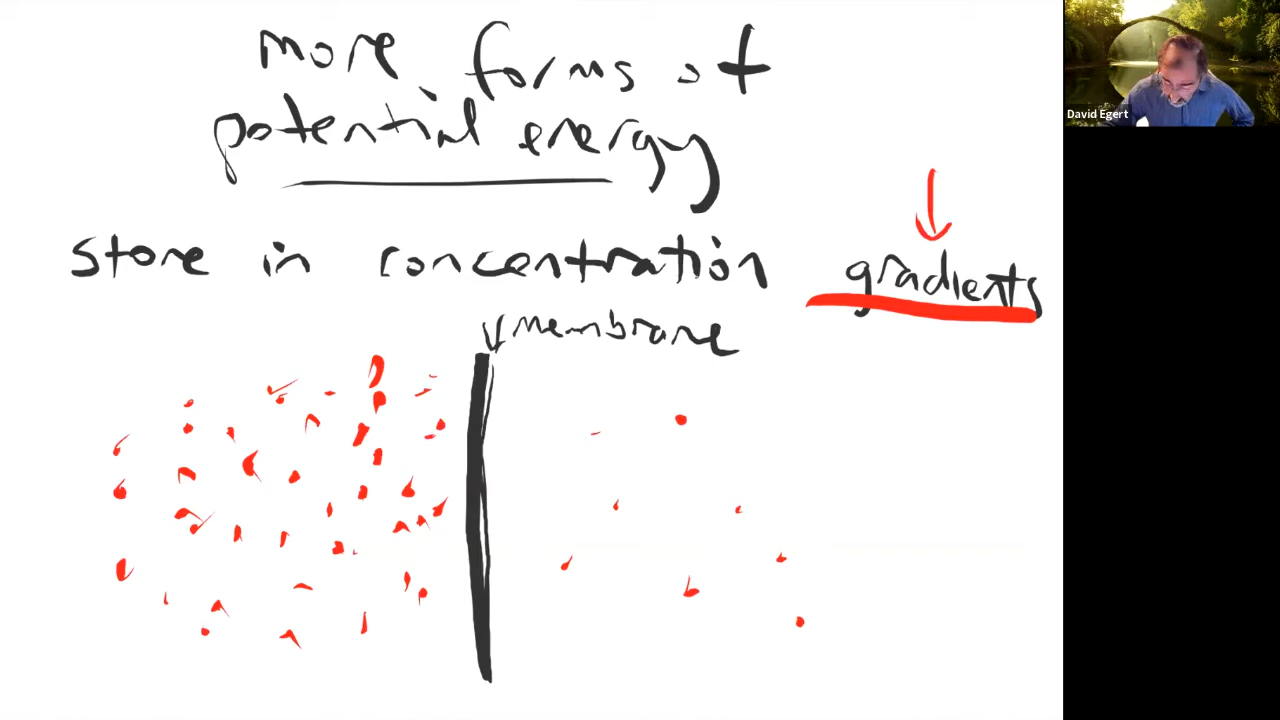 more forms of
potential energy
store in concentration gradients
membrane
David Egert